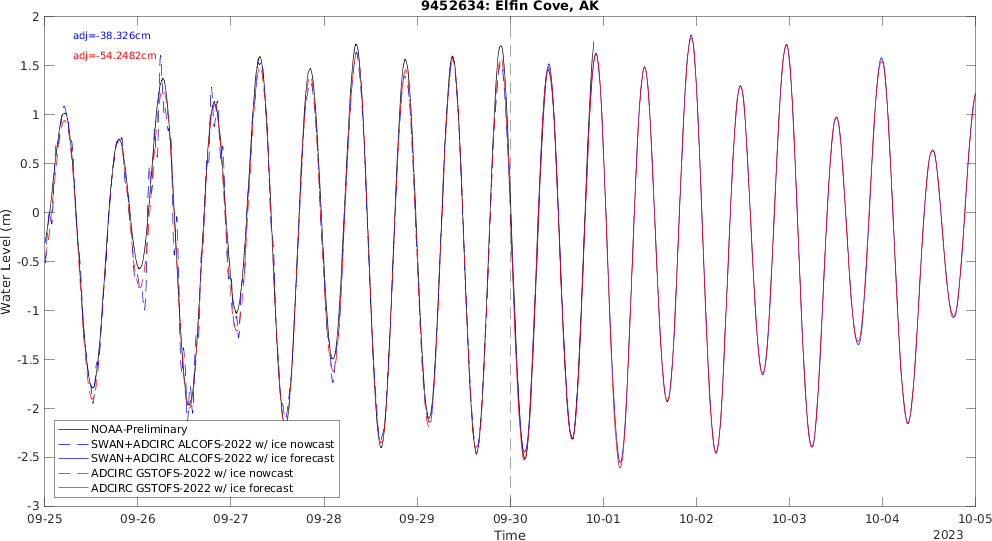 9452634: Elfin Cove, AK
adj=-38.326cm
adj=-54.2482cm
Water Level (m)
2
1.5
1
0.5
0
-0.5
-1
-1.5
-2
-2.5
-3
NOAA-Preliminary
SWAN+ADCIRC ALCOFS-2022 w/ ice nowcast
SWAN+ADCIRC ALCOFS-2022 w/ ice forecast
ADCIRC GSTOFS-2022 w/ ice nowcast
ADCIRC GSTOFS-2022 w/ ice forecast
09-25 09-26 09-27 09-28 09-29 09-30 10-01 10-02 10-03 10-04 10-05
Time
2023